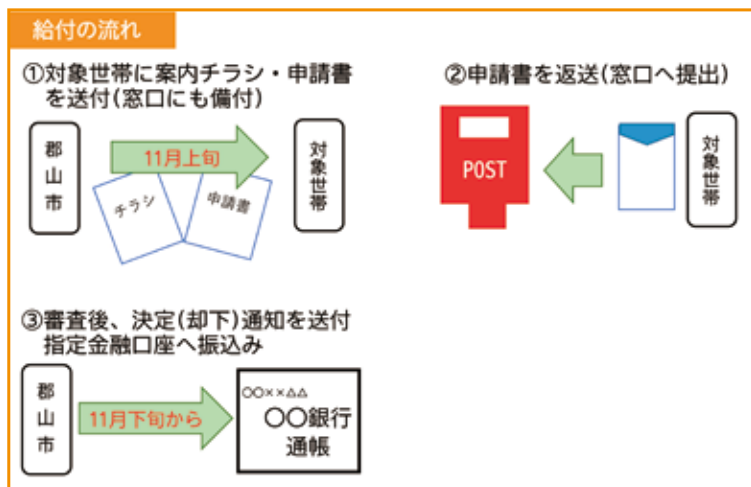 給付の流れ
①対象世帯に案内チラシ・申請書
を送付(窓口にも備付)
郡山市
11月上旬
対象世帯
チラシ
申請書
②申請書を返送(窓口へ提出)
POST
対象世帯
③審査後、決定(却下)通知を送付
指定金融口座へ振込み
郡山市
11月下旬から
○○××△△
○○銀行
通帳